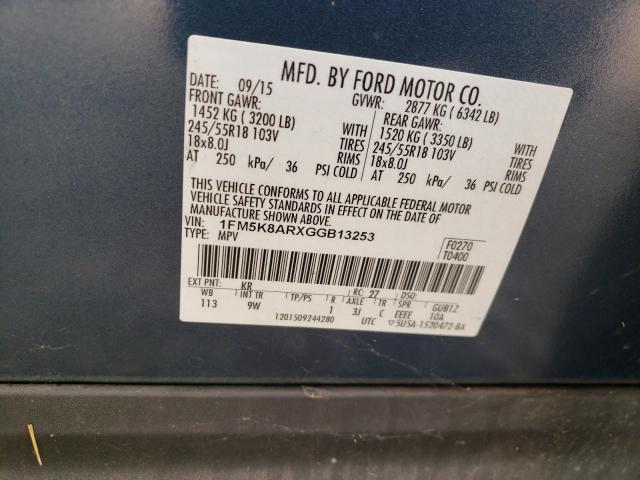 MFD. BY FORD MOTOR CO.
DATE: 09/15 GVWR: 2877 KG ( 6342 LB)
FRONT GAWR: REAR GAWR:
1452 KG ( 3200 LB) WITH 1520 KG ( 3350 LB) WITH
245/55R18 103V TIRES 245/55R18 103V TIRES
18x8.0J RIMS 18x8.0J RIMS
AT 250 kPa/ 36 PSI COLD AT 250 kPa/ 36 PSI COLD
THIS VEHICLE CONFORMS TO ALL APPLICABLE FEDERAL MOTOR
VEHICLE SAFETY STANDARDS IN EFFECT ON THE DATE OF
MANUFACTURE SHOWN ABOVE.
VIN: 1FM5K8ARXGGB13253 F0270
TYPE: MPV T0400
EXT PNT: KR RC: 27 DSO:
WB INT TR TP/PS R AXLE TR SPR GUB1Z
113 9W 1 3J C EEEE 10A
1201509244280 UTC ▽5USA-1520472-BA